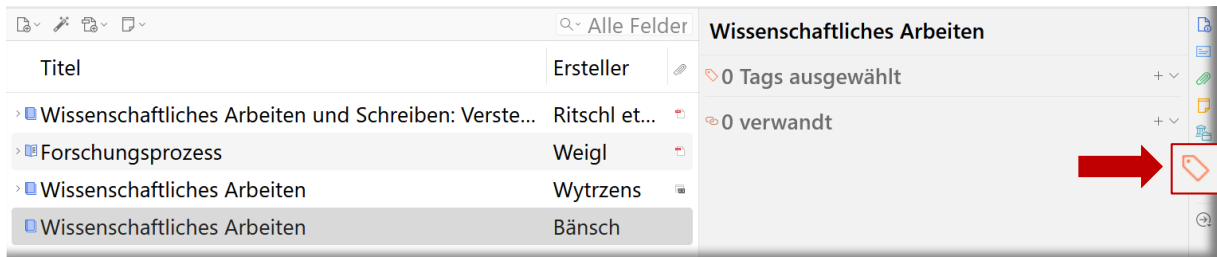 Alle Felder
Titel
Ersteller
Wissenschaftliches Arbeiten und Schreiben: Verste...
Ritschl et...
Forschungsprozess
Weigl
Wissenschaftliches Arbeiten
Wytrzens
Wissenschaftliches Arbeiten
Bänsch
Wissenschaftliches Arbeiten
0 Tags ausgewählt
0 verwandt